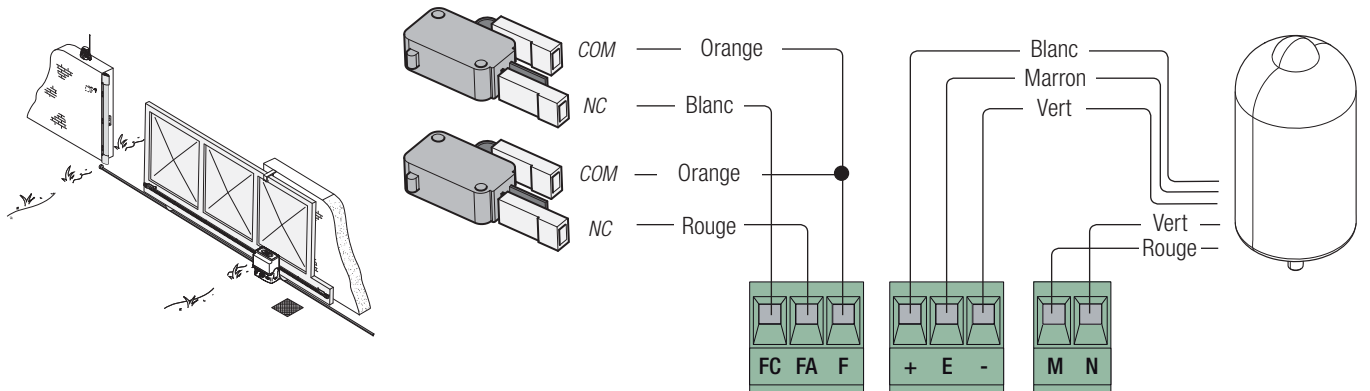 COM Orange
NC Blanc
COM Orange
NC Rouge
Blanc
Marron
Vert
Vert
Rouge
FC FA F + E - M N